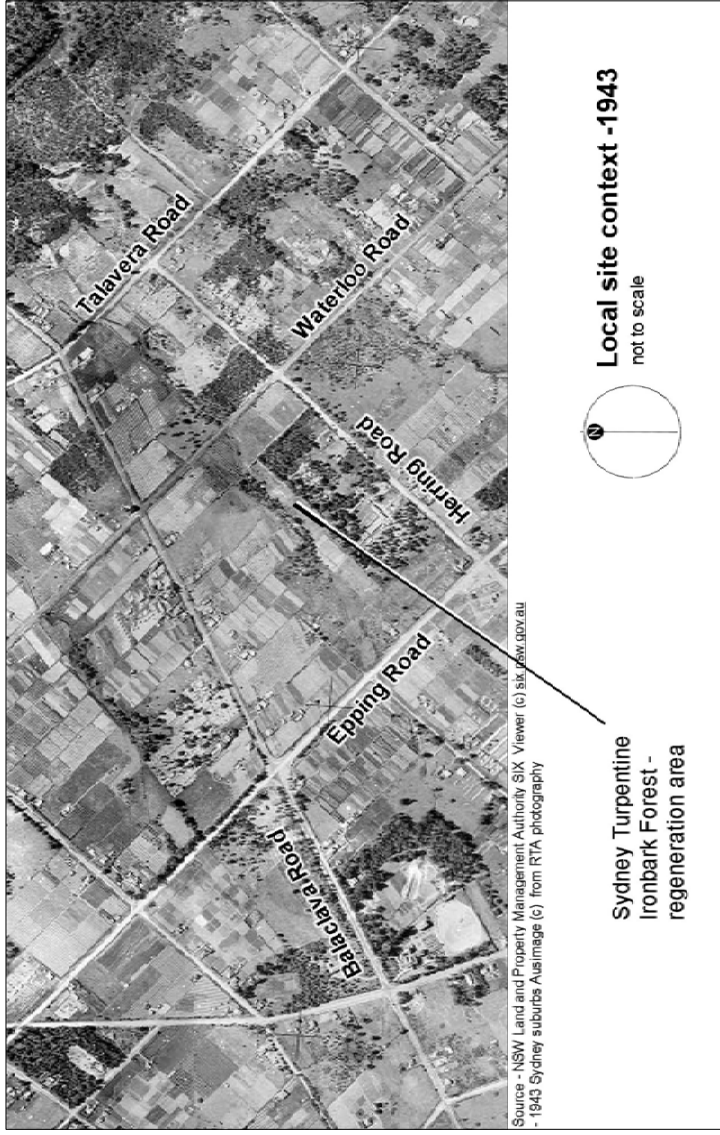 Talavera Road
Waterloo Road
Herring Road
Epping Road
Balaclava Road
Source - NSW Land and Property Management Authority SIX Viewer (c) six.nsw.gov.au
- 1943 Sydney suburbs Ausimage (c) from RTA photography
Sydney Turpentine
Ironbark Forest -
regeneration area
N
Local site context -1943
not to scale